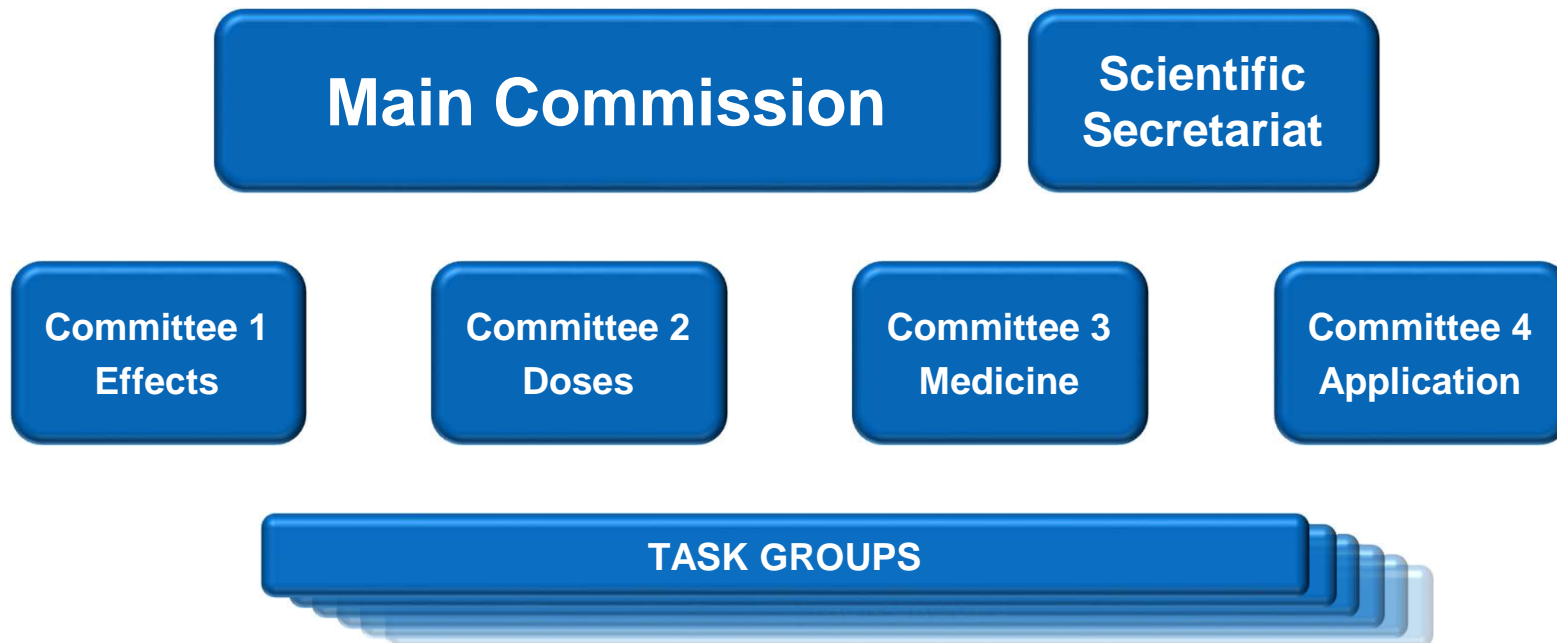 Main Commission
Scientific
Secretariat
Committee 1
Effects
Committee 2
Doses
Committee 3
Medicine
Committee 4
Application
TASK GROUPS